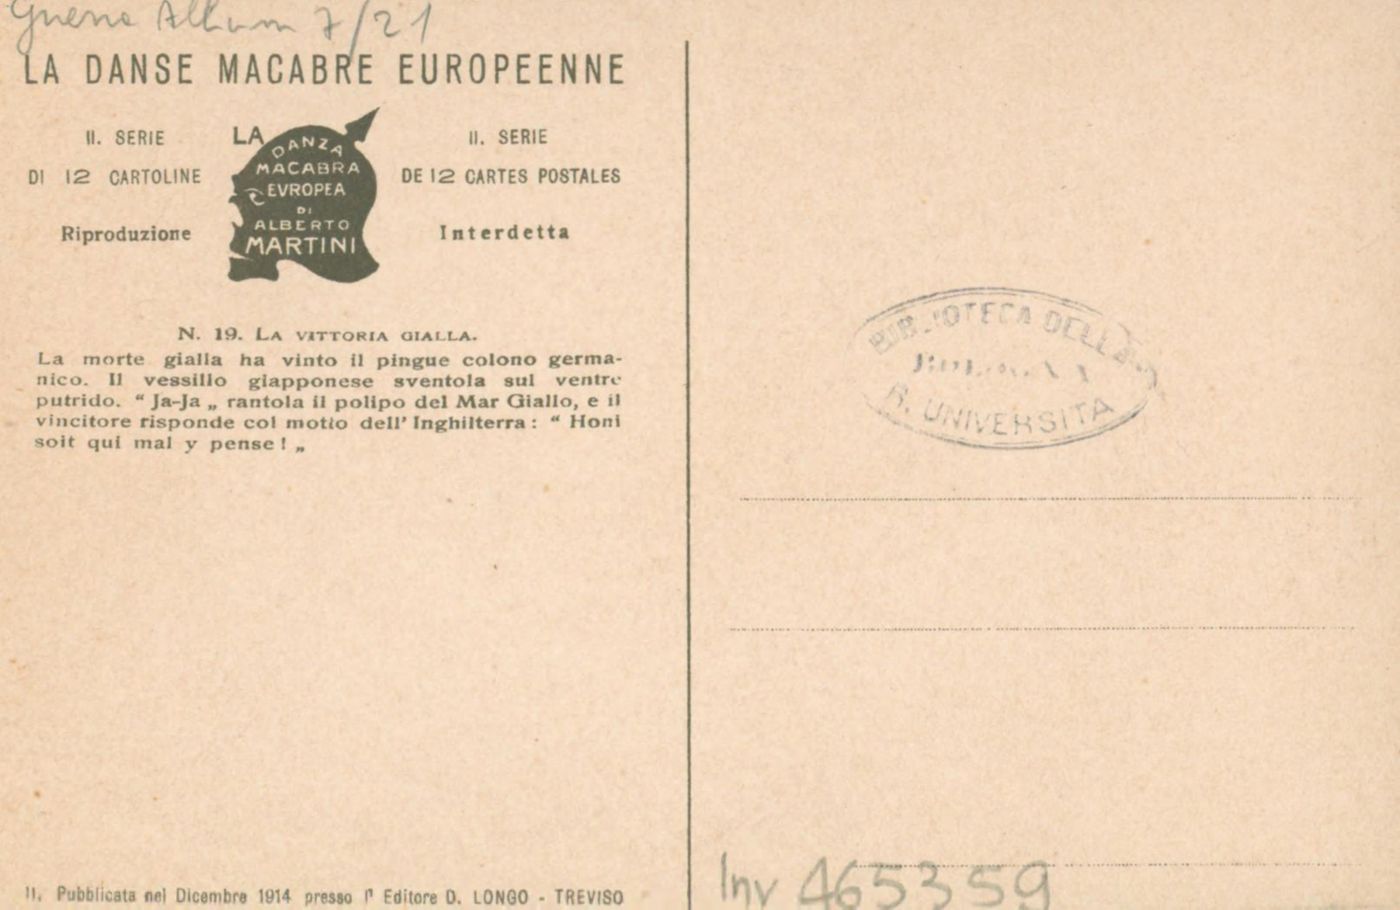 Guerra Album 7/21
LA DANSE MACABRE EUROPEENNE
II. SERIE
DI 12 CARTOLINE
Riproduzione
LA
DANZA
MACABRA
EVROPEA
DI
ALBERTO
MARTINI
II. SERIE
DE 12 CARTES POSTALES
Interdetta
N. 19. LA VITTORIA GIALLA.
La morte gialla ha vinto il pingue colono germa-
nico. Il vessillo giapponese sventola sul ventre
putrido. “ Ja-Ja „ rantola il polipo del Mar Giallo, e il
vincitore risponde col motto dell' Inghilterra : “ Honi
soit qui mal y pense ! „
II. Pubblicata nel Dicembre 1914 presso l' Editore D. LONGO - TREVISO
BIBLIOTECA DELLA
R. UNIVERSITÀ
Inv 465359